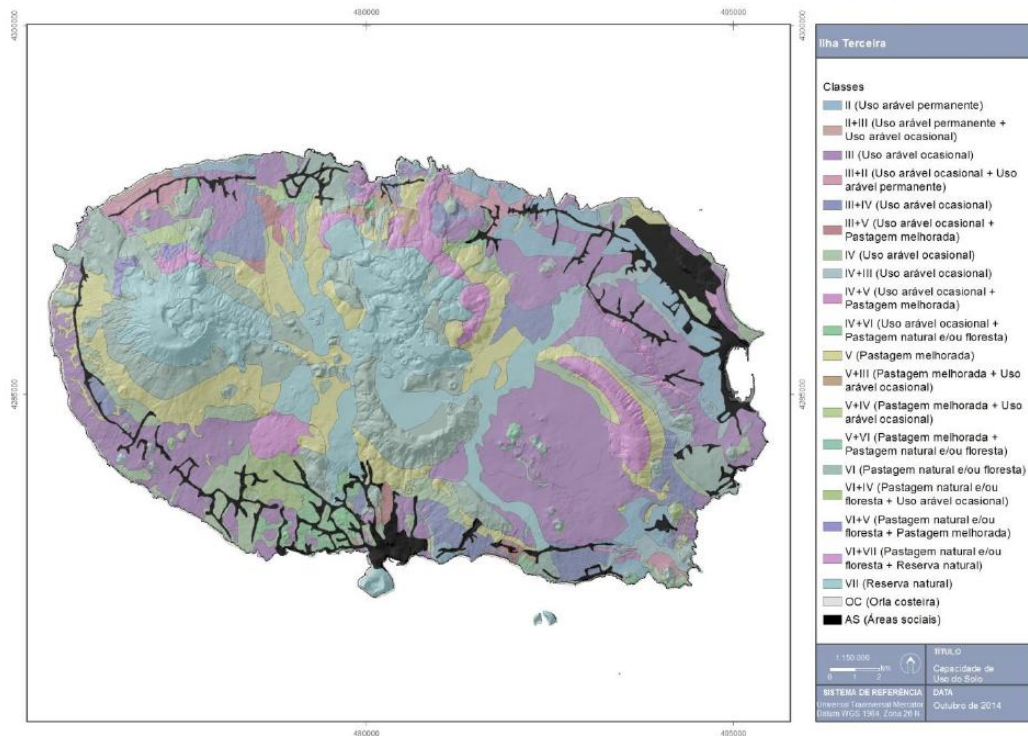 480000
495000
4300000
4300000
Ilha Terceira
Classes
II (Uso arável permanente)
II+III (Uso arável permanente +
Uso arável ocasional)
III (Uso arável ocasional)
III+II (Uso arável ocasional + Uso
arável permanente)
III+IV (Uso arável ocasional)
III+V (Uso arável ocasional +
Pastagem melhorada)
IV (Uso arável ocasional)
IV+III (Uso arável ocasional)
IV+V (Uso arável ocasional +
Pastagem melhorada)
IV+VI (Uso arável ocasional +
Pastagem natural e/ou floresta)
V (Pastagem melhorada)
V+III (Pastagem melhorada + Uso
arável ocasional)
V+IV (Pastagem melhorada + Uso
arável ocasional)
V+VI (Pastagem melhorada +
Pastagem natural e/ou floresta)
VI (Pastagem natural e/ou floresta)
VI+IV (Pastagem natural e/ou
floresta + Uso arável ocasional)
VI+V (Pastagem natural e/ou
floresta + Pastagem melhorada)
VI+VII (Pastagem natural e/ou
floresta + Reserva natural)
VII (Reserva natural)
OC (Orla costeira)
AS (Áreas sociais)
4285000
4285000
1:150.000
0 1 2 km
TÍTULO
Capacidade de
Uso do Solo
SISTEMA DE REFERÊNCIA
Universal Transversal Mercator
Datum WGS 1984, Zona 26 N
DATA
Outubro de 2014
480000
495000